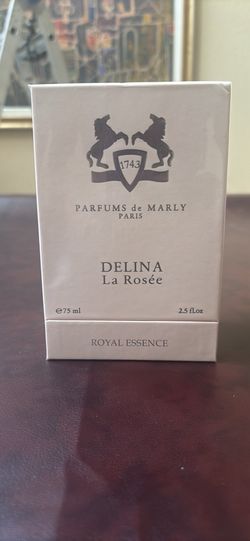 1743
PARFUMS de MARLY
PARIS
DELINA
La Rosée
℮75 ml 2.5 fl.oz
ROYAL ESSENCE